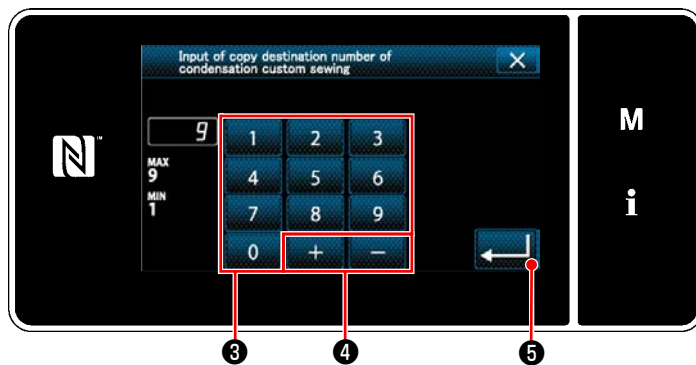 Input of copy destination number of
condensation custom sewing
9
MAX
9
MIN
1
1 2 3
4 5 6
7 8 9
0 + −
M
i
N
❸ ❹ ❺